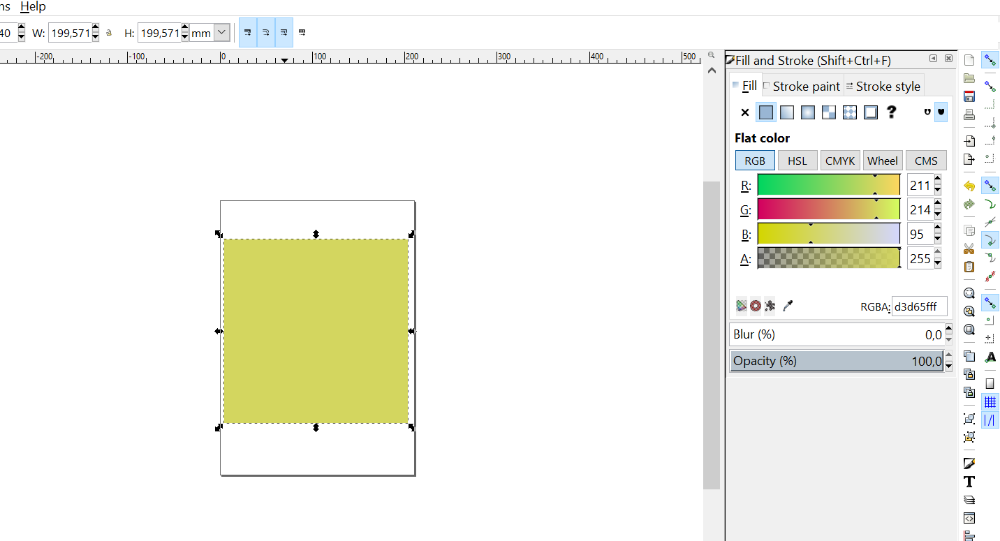 ns Help
40 W: 199,571 H: 199,571 mm
-200 -100 0 100 200 300 400 500
Fill and Stroke (Shift+Ctrl+F)
Fill Stroke paint Stroke style
Flat color
RGB HSL CMYK Wheel CMS
R: 211
G: 214
B: 95
A: 255
RGBA: d3d65fff
Blur (%) 0,0
Opacity (%) 100,0